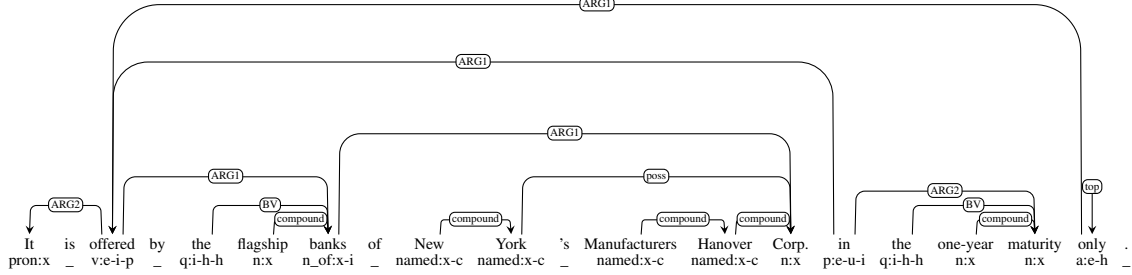 ARG1
ARG1
ARG1
ARG1 poss top
ARG2 BV ARG2 BV
compound compound compound compound compound
It is offered by the flagship banks of New York 's Manufacturers Hanover Corp. in the one-year maturity only .
pron:x _ v:e-i-p _ q:i-h-h n:x n_of:x-i _ named:x-c named:x-c _ named:x-c named:x-c n:x p:e-u-i q:i-h-h n:x n:x a:e-h _